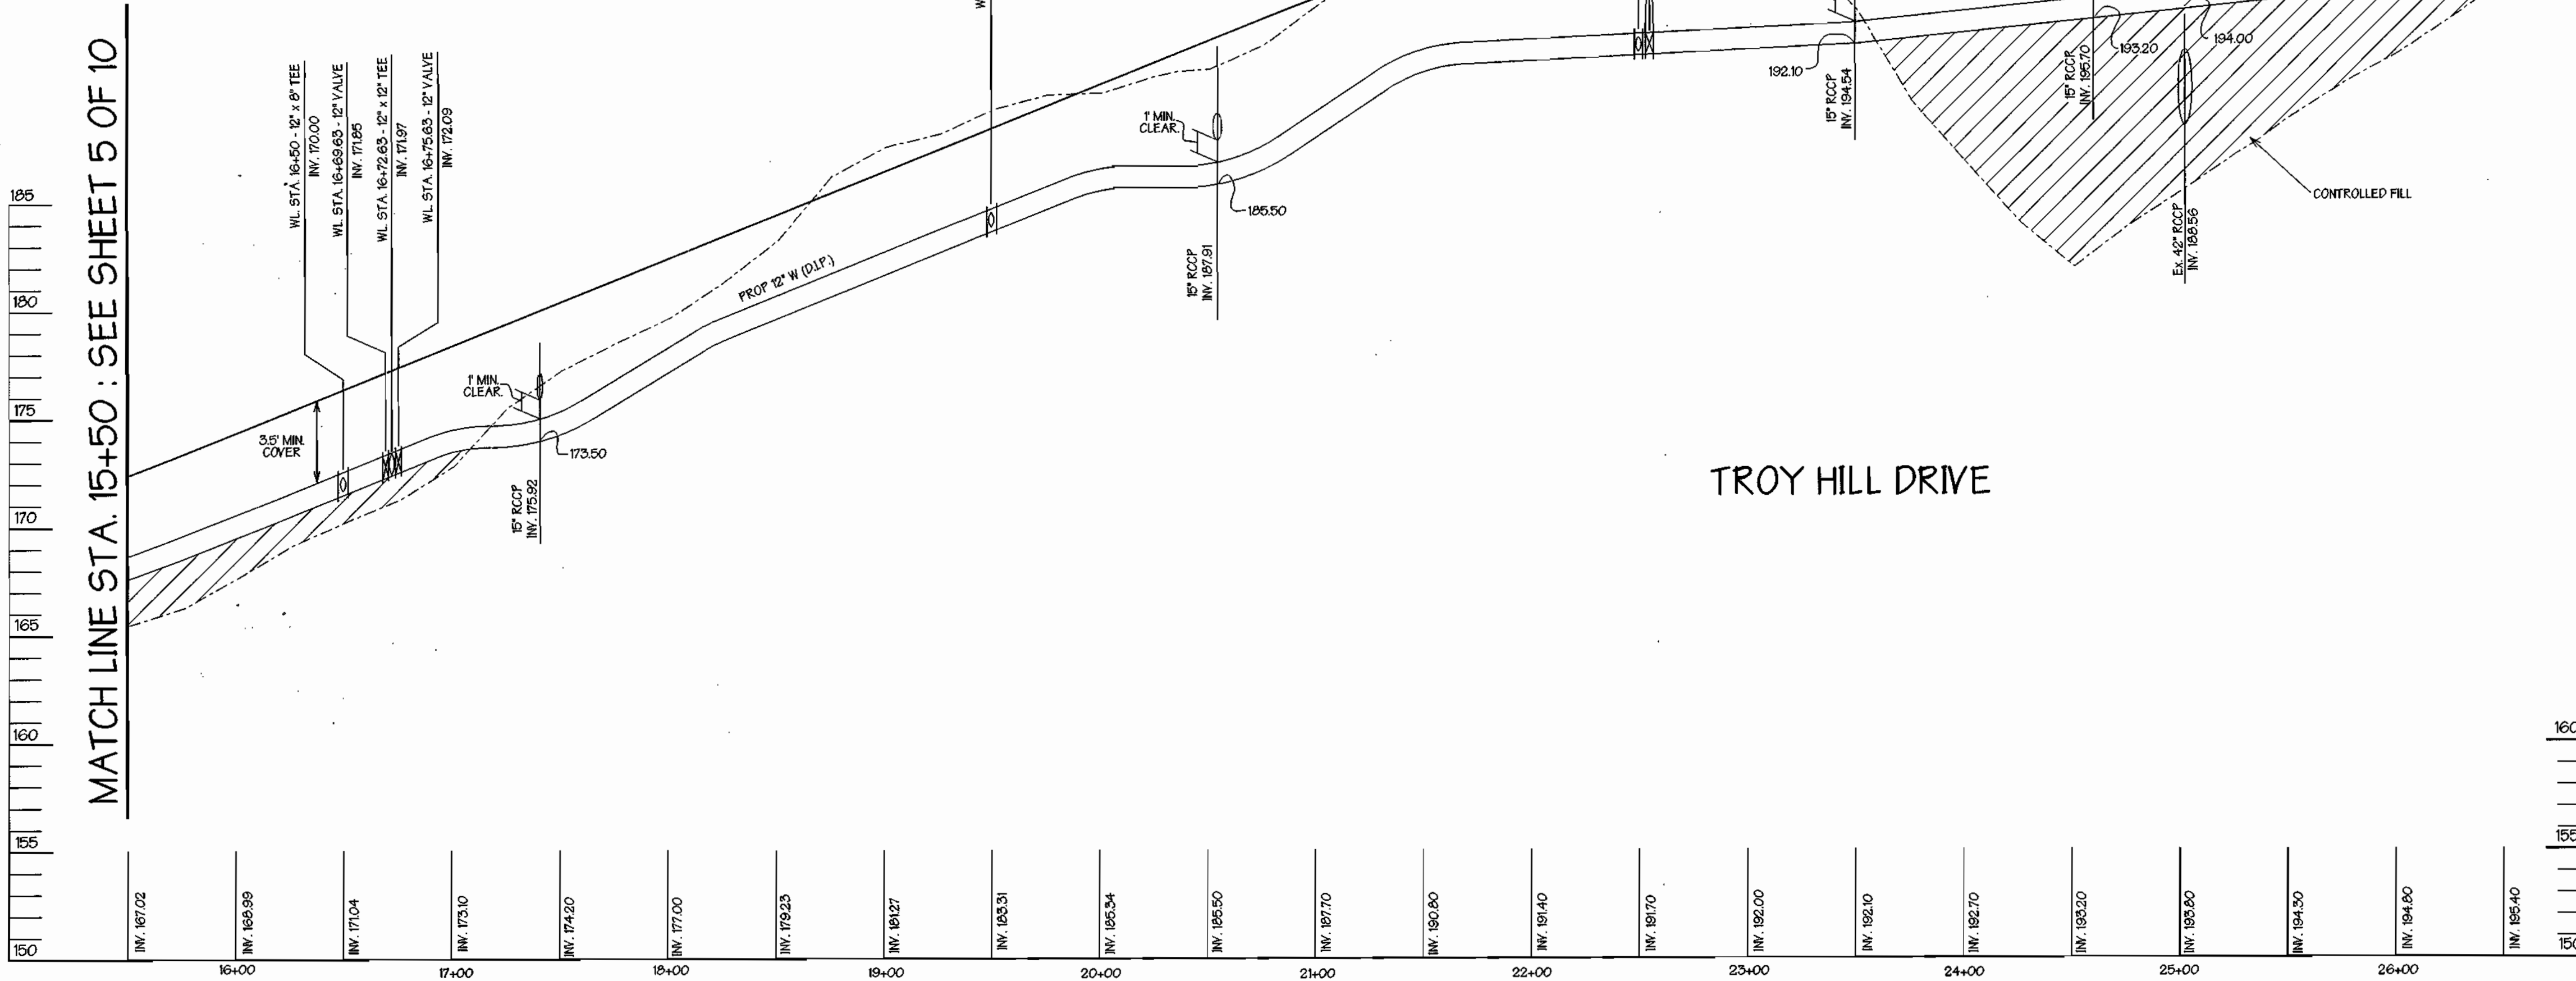 MATCH LINE STA. 15+50 : SEE SHEET 5 OF 10
185
180
175
170
165
160
155
150
WL. STA. 16+50 - 12" x 8" TEE
INV. 170.00
WL. STA. 16+69.63 - 12" VALVE
INV. 171.85
WL. STA. 16+72.63 - 12" x 12" TEE
INV. 171.97
WL. STA. 16+75.63 - 12" VALVE
INV. 172.09
3.5' MIN.
COVER
1' MIN.
CLEAR.
173.50
15" RCCP
INV. 175.92
PROP 12" W (D.I.P.)
W
1' MIN.
CLEAR.
185.50
15" RCCP
INV. 187.91
192.10
15" RCCP
INV. 194.54
15" RCCP
INV. 195.70
193.20
194.00
Ex. 42" RCCP
INV. 188.56
CONTROLLED FILL
TROY HILL DRIVE
160
155
150
INV. 167.02
INV. 168.99
INV. 171.04
INV. 173.10
INV. 174.20
INV. 177.00
INV. 179.23
INV. 181.27
INV. 183.31
INV. 185.34
INV. 185.50
INV. 187.70
INV. 190.80
INV. 191.40
INV. 191.70
INV. 192.00
INV. 192.10
INV. 192.70
INV. 193.20
INV. 193.80
INV. 194.30
INV. 194.80
INV. 195.40
16+00
17+00
18+00
19+00
20+00
21+00
22+00
23+00
24+00
25+00
26+00